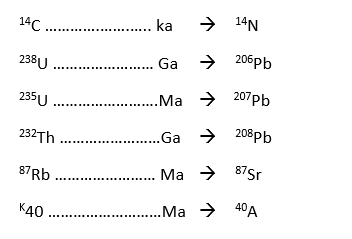 ¹⁴C ........................ ka → ¹⁴N
²³⁸U ........................ Ga → ²⁰⁶Pb
²³⁵U .........................Ma → ²⁰⁷Pb
²³²Th ........................Ga → ²⁰⁸Pb
⁸⁷Rb ........................ Ma → ⁸⁷Sr
ᴷ40 ...........................Ma → ⁴⁰A